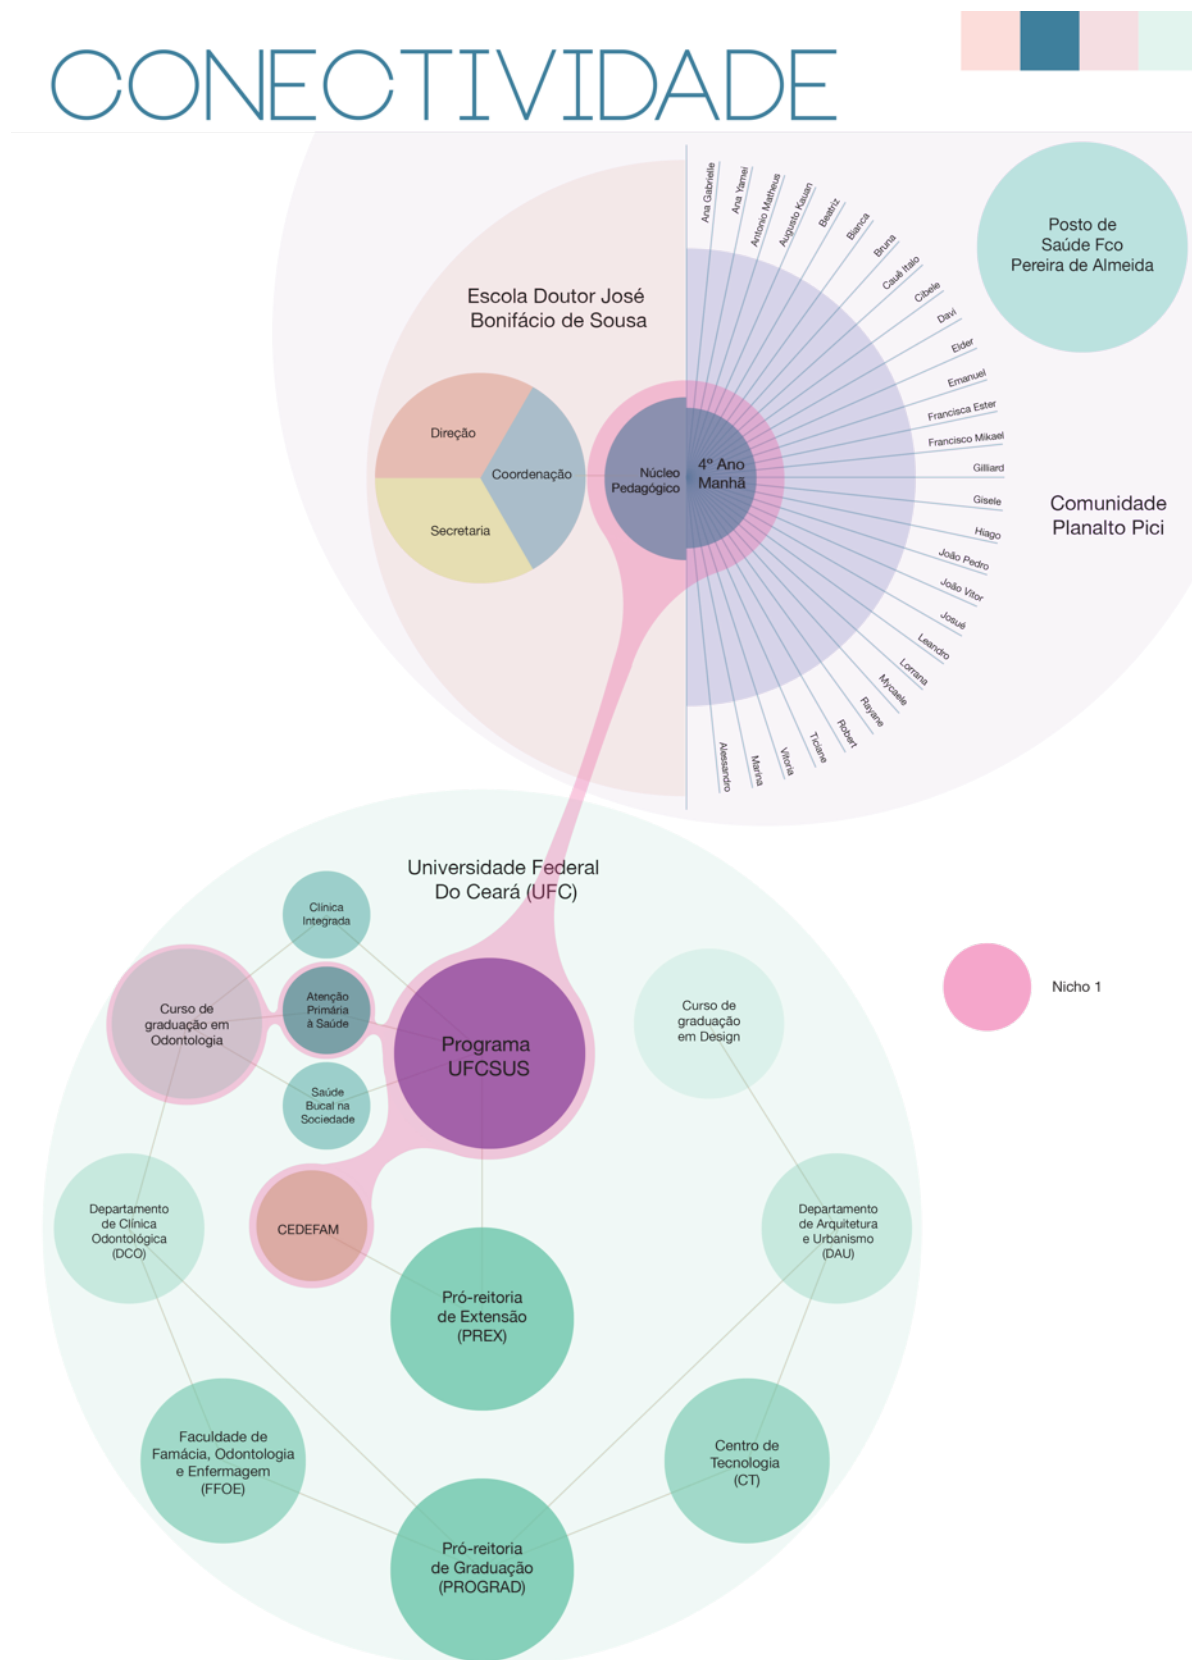 CONECTIVIDADE
Ana Gabrielle
Ana Yamei
Antonio Matheus
Augusto Kauan
Beatriz
Bianca
Bruna
Cauê Italo
Cibele
Davi
Elder
Emanuel
Francisca Ester
Francisco Mikael
Gilliard
Gisele
Hiago
João Pedro
João Vitor
Josué
Leandro
Lorrana
Mycaele
Rayane
Robert
Ticiane
Vitoria
Marina
Alessandro
Posto de
Saúde Fco
Pereira de Almeida
Escola Doutor José
Bonifácio de Sousa
Direção
Coordenação
Secretaria
Núcleo
Pedagógico
4º Ano
Manhã
Comunidade
Planalto Pici
Universidade Federal
Do Ceará (UFC)
Clínica
Integrada
Curso de
graduação em
Odontologia
Atenção
Primária
à Saúde
Saúde
Bucal na
Sociedade
Programa
UFCSUS
Curso de
graduação
em Design
Nicho 1
Departamento
de Clínica
Odontológica
(DCO)
CEDEFAM
Departamento
de Arquitetura
e Urbanismo
(DAU)
Pró-reitoria
de Extensão
(PREX)
Faculdade de
Famácia, Odontologia
e Enfermagem
(FFOE)
Centro de
Tecnologia
(CT)
Pró-reitoria
de Graduação
(PROGRAD)